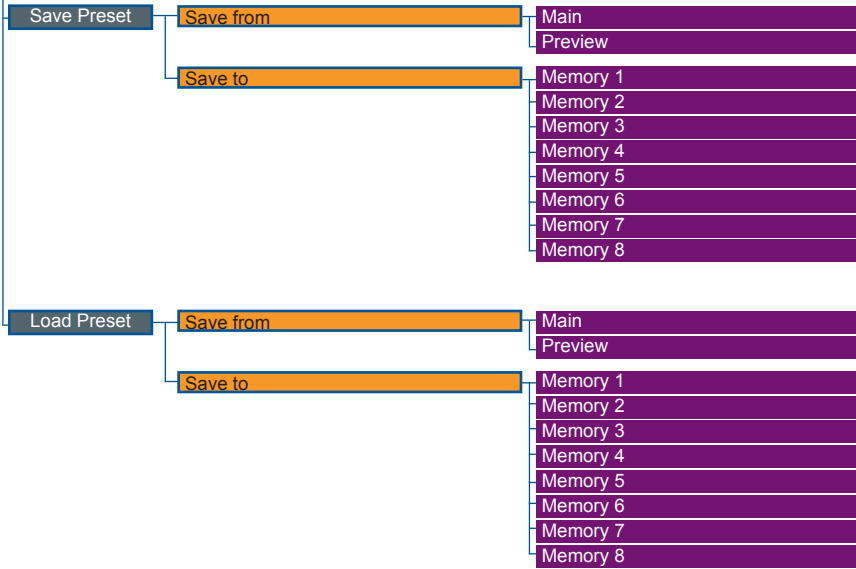 Save Preset Save from Main
Preview
Save to Memory 1
Memory 2
Memory 3
Memory 4
Memory 5
Memory 6
Memory 7
Memory 8
Load Preset Save from Main
Preview
Save to Memory 1
Memory 2
Memory 3
Memory 4
Memory 5
Memory 6
Memory 7
Memory 8